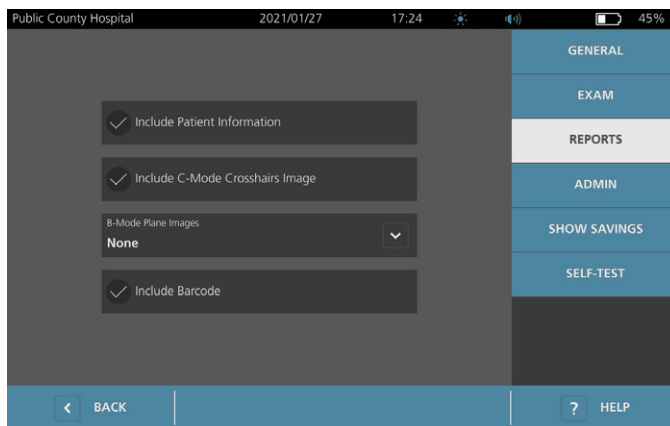 Public County Hospital 2021/01/27 17:24 45%
GENERAL
EXAM
Include Patient Information
REPORTS
Include C-Mode Crosshairs Image
ADMIN
B-Mode Plane Images
None
SHOW SAVINGS
SELF-TEST
Include Barcode
BACK
? HELP